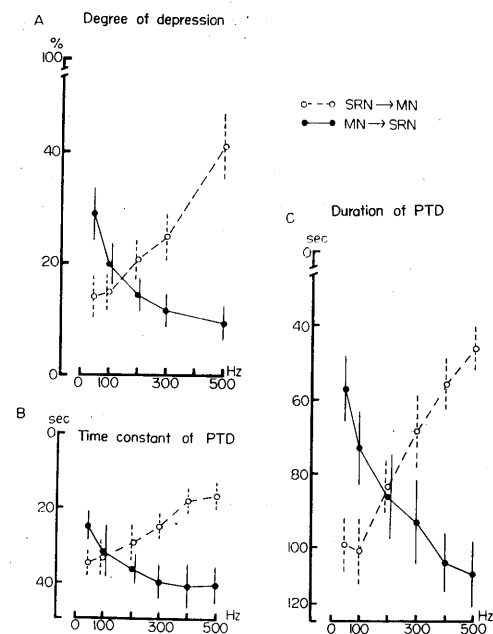 A Degree of depression
%
100
40
20
0
0 100 300 500 Hz
SRN → MN
MN → SRN
B
sec
0
Time constant of PTD
20
40
0 100 300 500 Hz
C Duration of PTD
sec
0
40
60
80
100
120
0 100 300 500 Hz